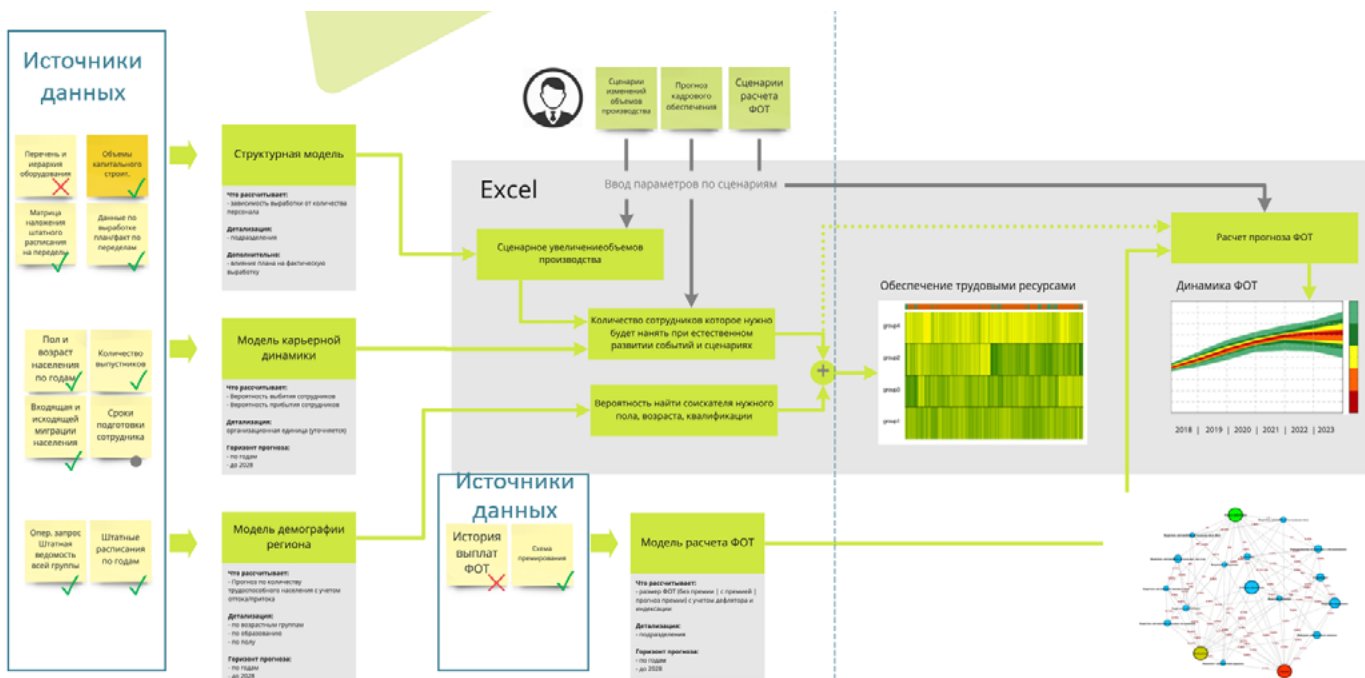 Источники
данных
Перечень и
иерархия
оборудования
Объемы
капитального
строит.
Матрица
наложения
штатного
расписания
на переделы
Данные по
выработке
план/факт по
переделам
Пол и
возраст
населения
по годам
Количество
выпустников
Входящая и
исходящей
миграции
населения
Сроки
подготовки
сотрудника
Опер. запрос
Штатная
ведомость
всей группы
Штатные
расписания
по годам
Структурная модель
Что рассчитывает:
- зависимость выработки от количества
персонала
Детализация:
- подразделения
Дополнительно:
- влияния плана на фактическую
выработку
Модель карьерной
динамики
Что рассчитывает:
- Вероятность выбытия сотрудников
- Вероятность прибытия сотрудников
Детализация:
организационная единица (уточняется)
Горизонт прогноза:
- по годам
- до 2028
Модель демографии
региона
Что рассчитывает:
- Прогноз по количеству
трудоспособного населения с учетом
оттока/притока
Детализация:
- по возрастным группам
- по образованию
- по полу
Горизонт прогноза:
- по годам
- до 2028
Сценарии
изменений
объемов
производства
Прогноз
кадрового
обеспечения
Сценарии
расчета
ФОТ
Excel
Ввод параметров по сценариям
Сценарное увеличениеобъемов
производства
Количество сотрудников которое нужно
будет нанять при естественном
развитии событий и сценариях
Вероятность найти соискателя нужного
пола, возраста, квалификации
+
Источники
данных
История
выплат
ФОТ
Схема
премирования
Модель расчета ФОТ
Что рассчитывает:
- размер ФОТ (без премии | с премией |
прогноз премии) с учетом дефлятора и
индексации
Детализация:
- подразделения
Горизонт прогноза:
- по годам
- до 2028
Обеспечение трудовыми ресурсами
group4
group2
group3
group1
Расчет прогноза ФОТ
Динамика ФОТ
2018 | 2019 | 2020 | 2021 | 2022 | 2023